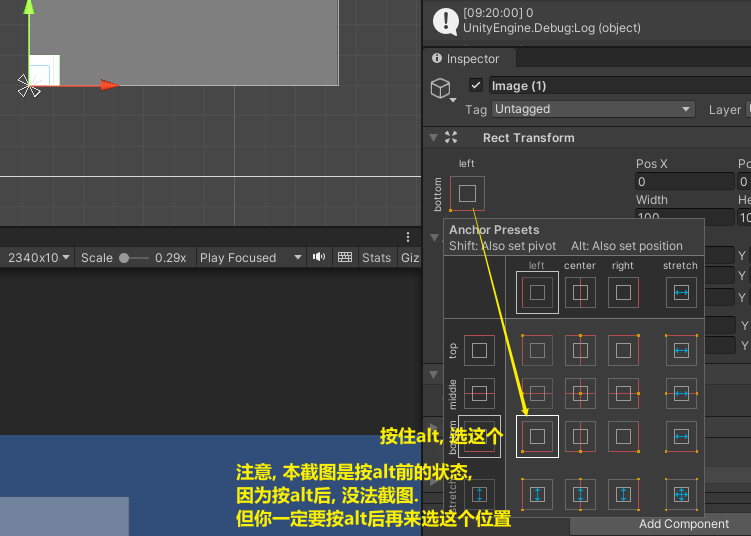 [09:20:00] 0
UnityEngine.Debug:Log (object)
Inspector
Image (1)
Tag Untagged Layer
Rect Transform
left
bottom
Pos X
0
0
Width
100
Anchor Presets
Shift: Also set pivot Alt: Also set position
left center right stretch
top
middle
bottom
stretch
Y
Y
Y
Y
Y
2340x10 Scale 0.29x Play Focused Stats Giz
按住alt, 选这个
注意, 本截图是按alt前的状态,
因为按alt后, 没法截图.
但你一定要按alt后再来选这个位置
Add Component